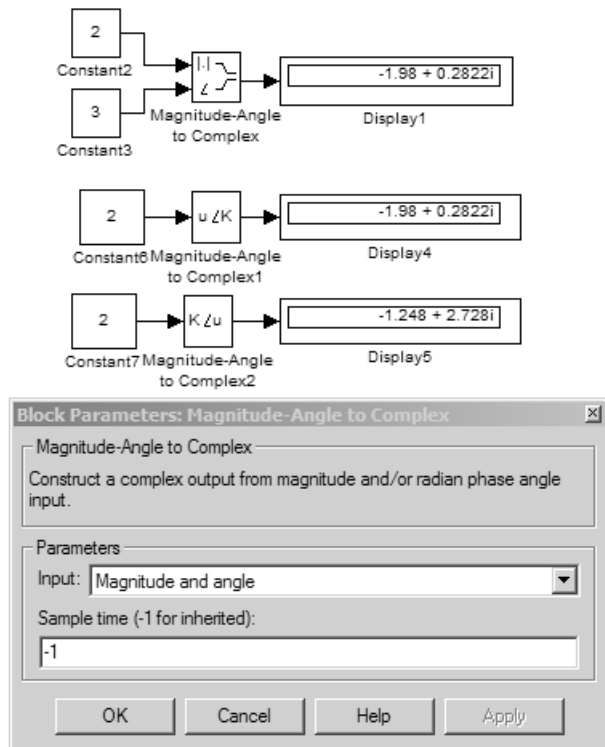 2
Constant2
3
Constant3
|.|
∠
Magnitude-Angle
to Complex
-1.98 + 0.2822i
Display1
2
Constant6
u ∠K
Magnitude-Angle
to Complex1
-1.98 + 0.2822i
Display4
2
Constant7
K ∠u
Magnitude-Angle
to Complex2
-1.248 + 2.728i
Display5
Block Parameters: Magnitude-Angle to Complex
Magnitude-Angle to Complex
Construct a complex output from magnitude and/or radian phase angle
input.
Parameters
Input: Magnitude and angle
Sample time (-1 for inherited):
-1
OK Cancel Help Apply